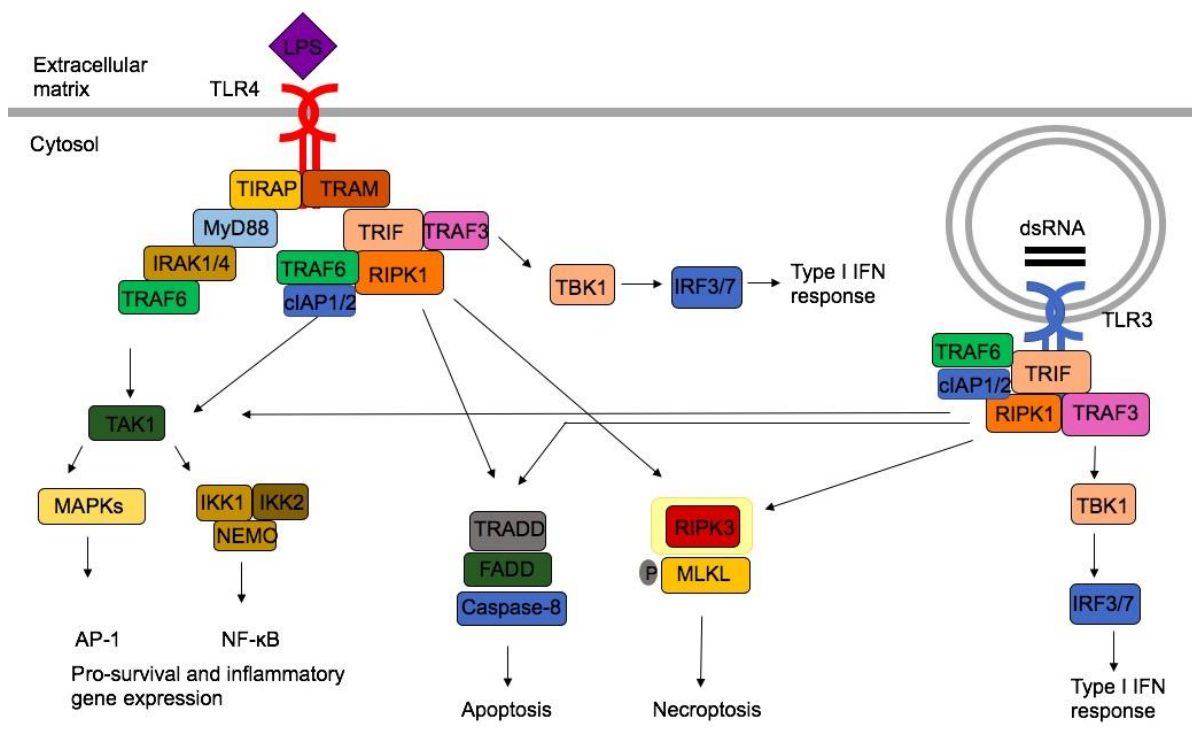 LPS
Extracellular
matrix
TLR4
Cytosol
TIRAP
TRAM
MyD88
TRIF
TRAF3
IRAK1/4
TRAF6
RIPK1
TRAF6
cIAP1/2
TBK1
IRF3/7
Type I IFN
response
dsRNA
TLR3
TRAF6
TRIF
cIAP1/2
RIPK1
TRAF3
TAK1
MAPKs
IKK1
IKK2
NEMO
TRADD
FADD
Caspase-8
RIPK3
P
MLKL
TBK1
IRF3/7
AP-1
NF-κB
Pro-survival and inflammatory
gene expression
Apoptosis
Necroptosis
Type I IFN
response